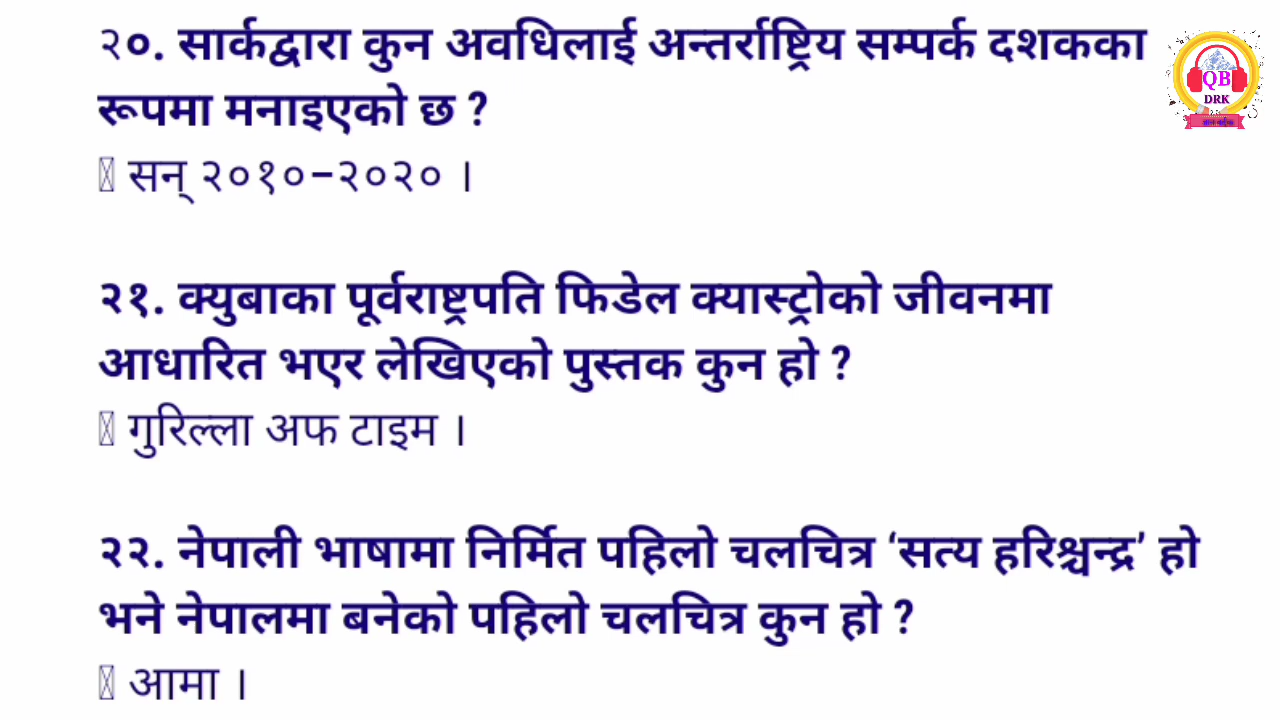 २०. सार्कद्वारा कुन अवधिलाई अन्तर्राष्ट्रिय सम्पर्क दशकका
रूपमा मनाइएको छ ?
सन् २०१०–२०२० ।
२१. क्युबाका पूर्वराष्ट्रपति फिडेल क्यास्ट्रोको जीवनमा
आधारित भएर लेखिएको पुस्तक कुन हो ?
गुरिल्ला अफ टाइम ।
२२. नेपाली भाषामा निर्मित पहिलो चलचित्र ‘सत्य हरिश्चन्द्र’ हो
भने नेपालमा बनेको पहिलो चलचित्र कुन हो ?
आमा ।
QB
DRK